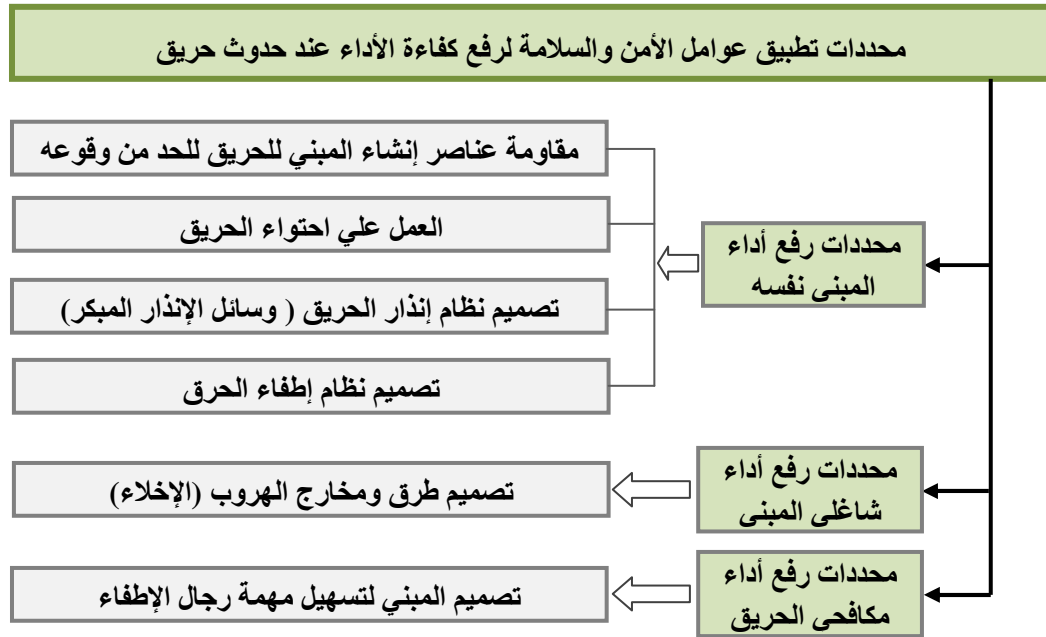 محددات تطبيق عوامل الأمن والسلامة لرفع كفاءة الأداء عند حدوث حريق
محددات رفع أداء
المبنى نفسه
مقاومة عناصر إنشاء المبني للحريق للحد من وقوعه
العمل علي احتواء الحريق
تصميم نظام إنذار الحريق ( وسائل الإنذار المبكر)
تصميم نظام إطفاء الحرق
محددات رفع أداء
شاغلى المبنى
تصميم طرق ومخارج الهروب (الإخلاء)
محددات رفع أداء
مكافحى الحريق
تصميم المبني لتسهيل مهمة رجال الإطفاء